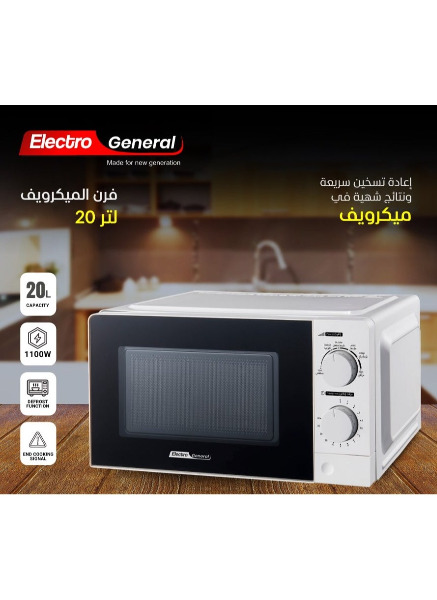 Electro General
Made for new generation
إعادة تسخين سريعة
ونتائج شهية في
ميكرويف
فرن الميكرويف
20 لتر
20L
CAPACITY
1100W
DEFROST
FUNCTION
END COOKING
SIGNAL
Electro General